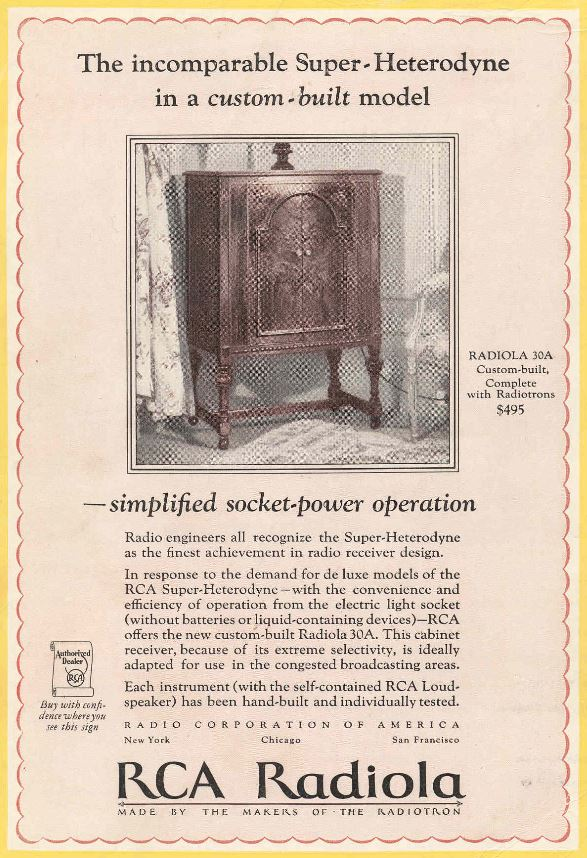 The incomparable Super-Heterodyne
in a custom-built model
RADIOLA 30A
Custom-built,
Complete
with Radiotrons
$495
—simplified socket-power operation
Radio engineers all recognize the Super-Heterodyne
as the finest achievement in radio receiver design.
In response to the demand for de luxe models of the
RCA Super-Heterodyne—with the convenience and
efficiency of operation from the electric light socket
(without batteries or liquid-containing devices)—RCA
offers the new custom-built Radiola 30A. This cabinet
receiver, because of its extreme selectivity, is ideally
adapted for use in the congested broadcasting areas.
Each instrument (with the self-contained RCA Loud-
speaker) has been hand-built and individually tested.
Authorized
Dealer
RCA
Buy with confi-
dence where you
see this sign
RADIO CORPORATION OF AMERICA
New York Chicago San Francisco
RCA Radiola
MADE BY THE MAKERS OF THE RADIOTRON